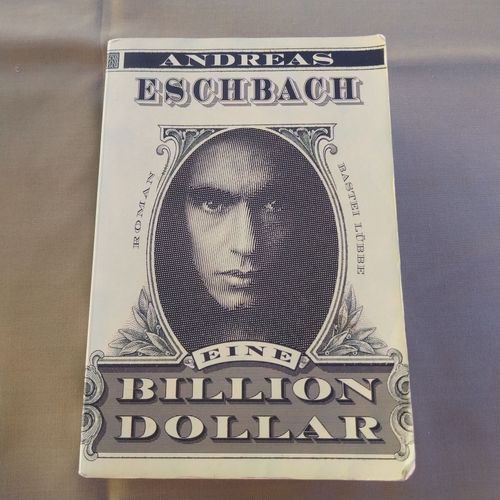 ANDREAS
ESCHBACH
ROMAN
BASTEI LÜBBE
EINE
BILLION
DOLLAR